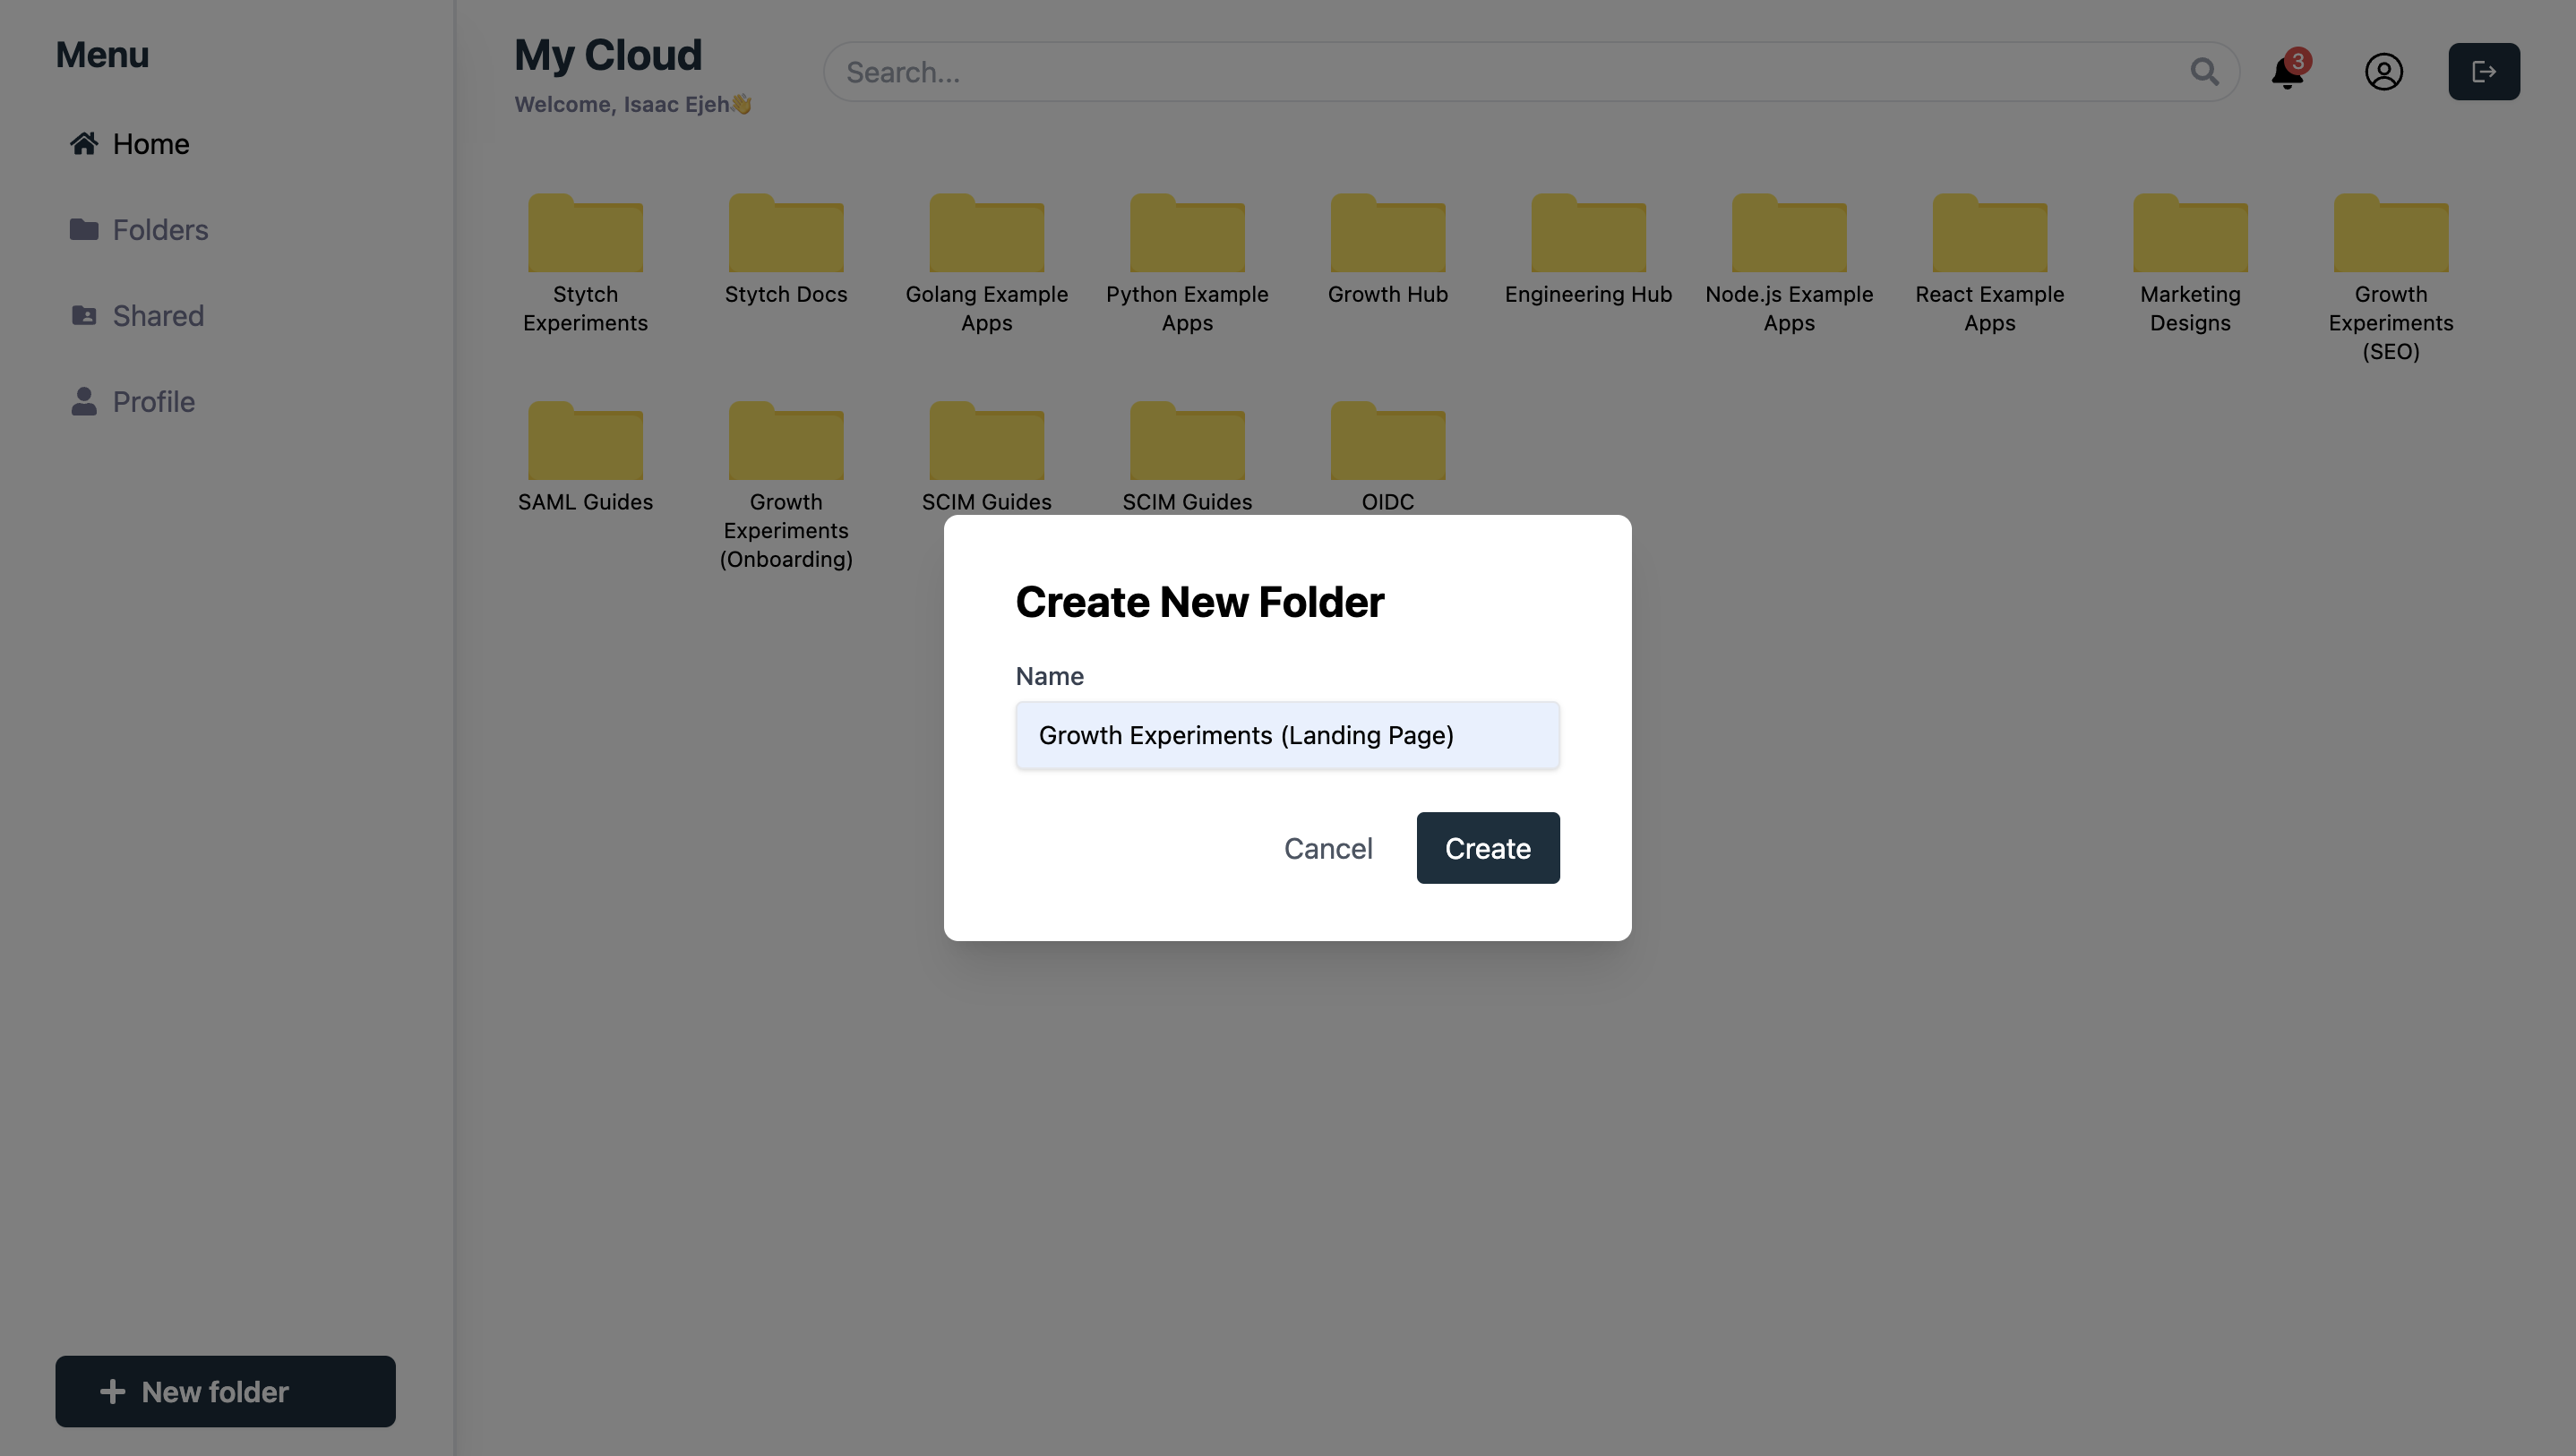 Menu
Home
Folders
Shared
Profile
New folder
My Cloud
Welcome, Isaac Ejeh👋
Search...
3
Stytch
Experiments
Stytch Docs
Golang Example
Apps
Python Example
Apps
Growth Hub
Engineering Hub
Node.js Example
Apps
React Example
Apps
Marketing
Designs
Growth
Experiments
(SEO)
SAML Guides
Growth
Experiments
(Onboarding)
SCIM Guides
SCIM Guides
OIDC
Create New Folder
Name
Growth Experiments (Landing Page)
Cancel
Create